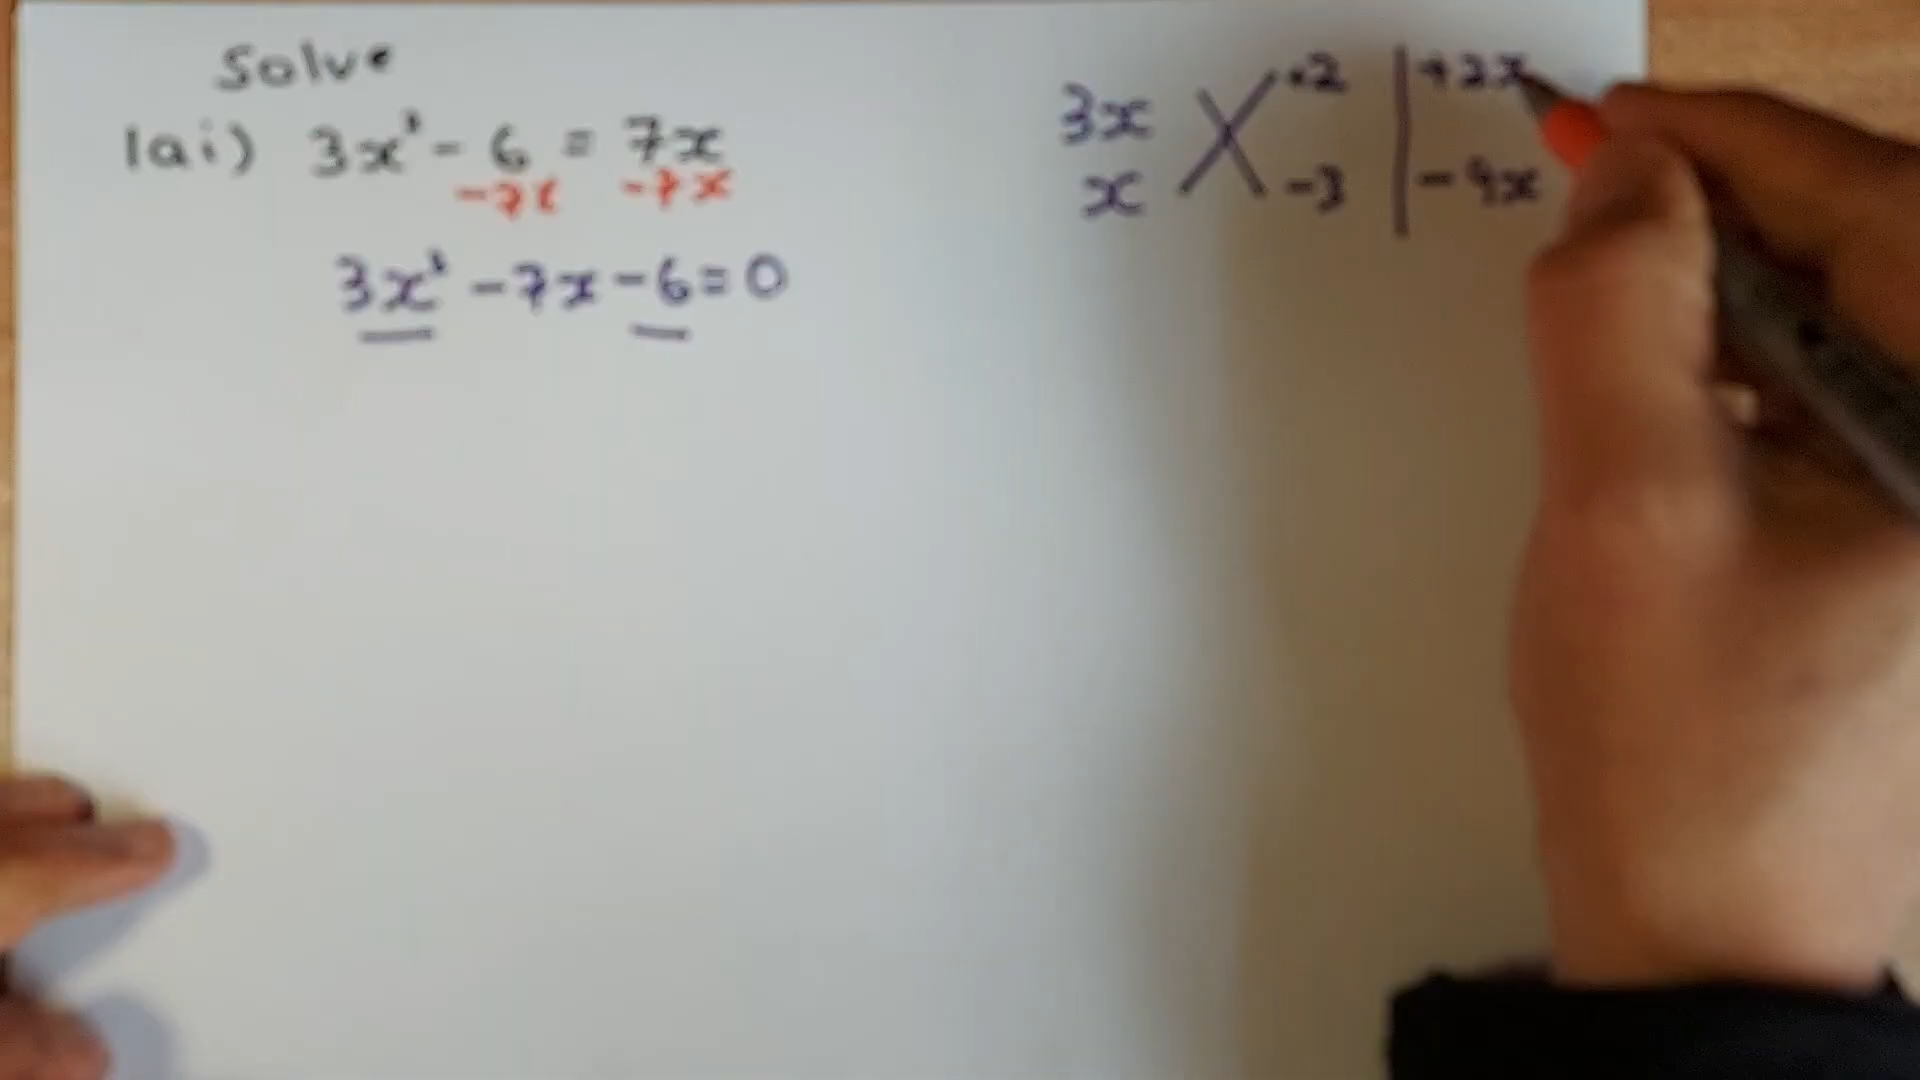 Solve
1ai) 3x² - 6 = 7x
-7x -7x
3x² - 7x - 6 = 0
3x +2 +2x
x -3 -9x